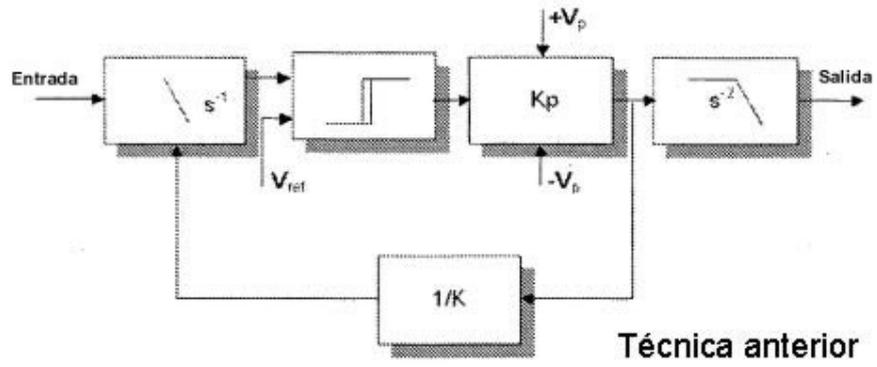 +Vp
Entrada
s-1
Kp
s-2
Salida
Vref
-Vp
1/K
Técnica anterior